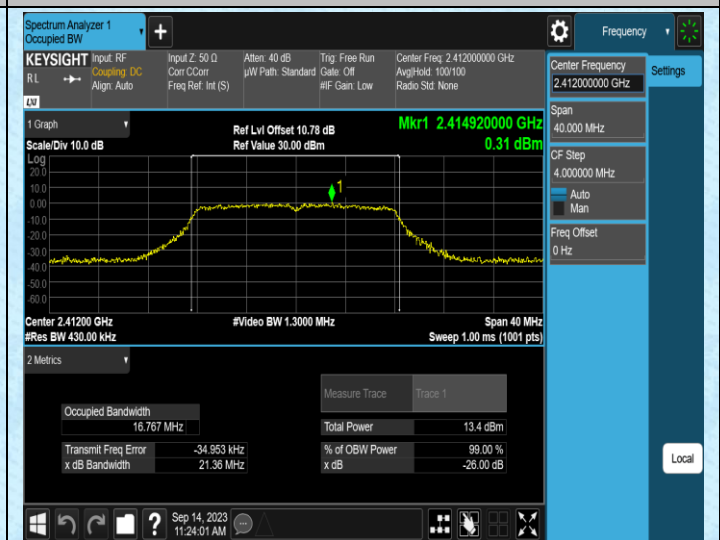 Spectrum Analyzer 1
Occupied BW
Frequency
KEYSIGHT
RL
LXI
Input: RF
Coupling: DC
Align: Auto
Input Z: 50 Ω
Corr CCorr
Freq Ref: Int (S)
Atten: 40 dB
µW Path: Standard
Trig: Free Run
Gate: Off
#IF Gain: Low
Center Freq: 2.412000000 GHz
Avg|Hold: 100/100
Radio Std: None
Center Frequency
2.412000000 GHz
Settings
Span
40.000 MHz
CF Step
4.000000 MHz
Auto
Man
Freq Offset
0 Hz
1 Graph
Scale/Div 10.0 dB
Ref Lvl Offset 10.78 dB
Ref Value 30.00 dBm
Mkr1 2.414920000 GHz
0.31 dBm
Log
20.0
10.0
0.00
-10.0
-20.0
-30.0
-40.0
-50.0
-60.0
1
Center 2.41200 GHz
#Res BW 430.00 kHz
#Video BW 1.3000 MHz
Span 40 MHz
Sweep 1.00 ms (1001 pts)
2 Metrics
Measure Trace Trace 1
Occupied Bandwidth
16.767 MHz
Total Power 13.4 dBm
Transmit Freq Error -34.953 kHz
x dB Bandwidth 21.36 MHz
% of OBW Power 99.00 %
x dB -26.00 dB
Local
?
Sep 14, 2023
11:24:01 AM